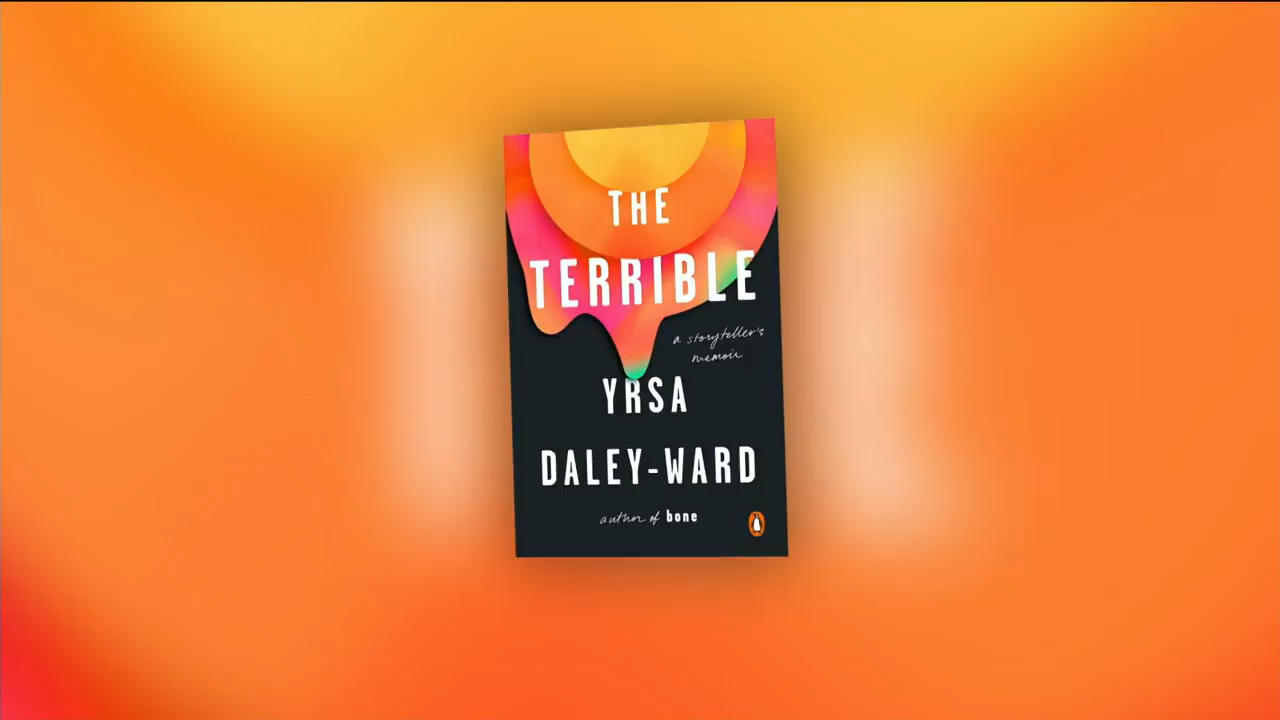 THE
TERRIBLE
a storyteller's
memoir
YRSA
DALEY-WARD
author of bone